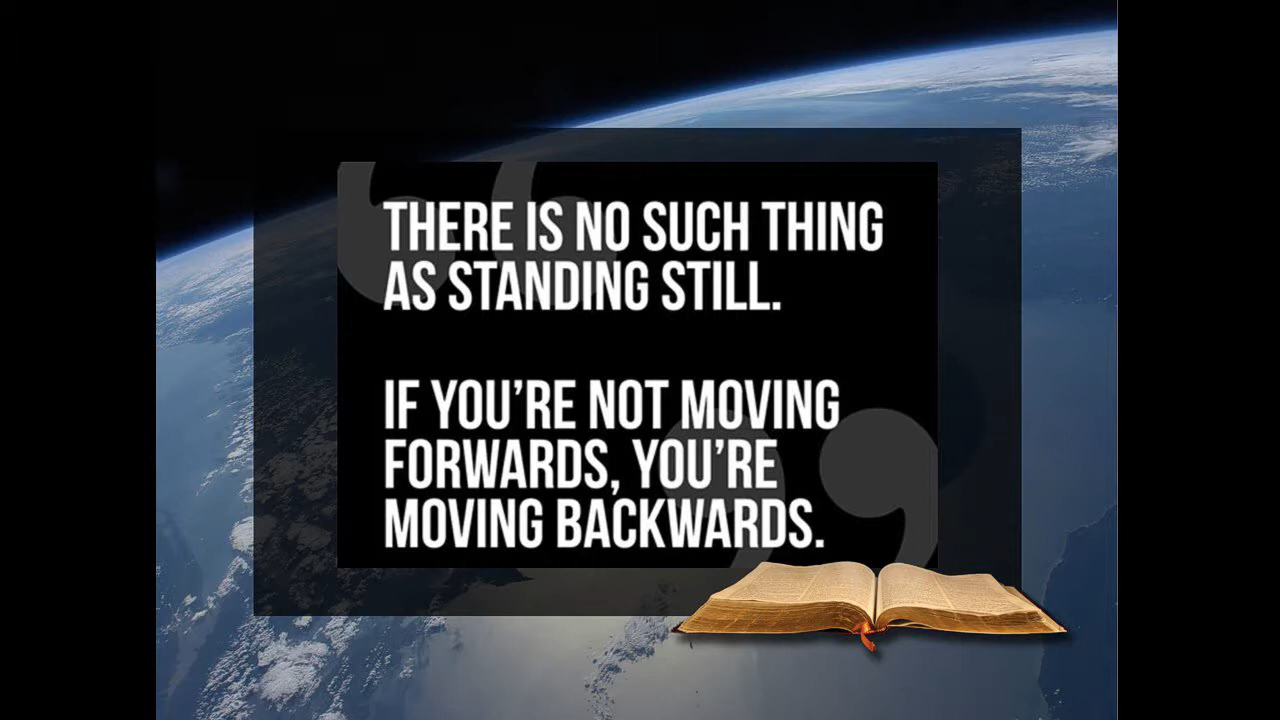 THERE IS NO SUCH THING
AS STANDING STILL.
IF YOU'RE NOT MOVING
FORWARDS, YOU'RE
MOVING BACKWARDS.